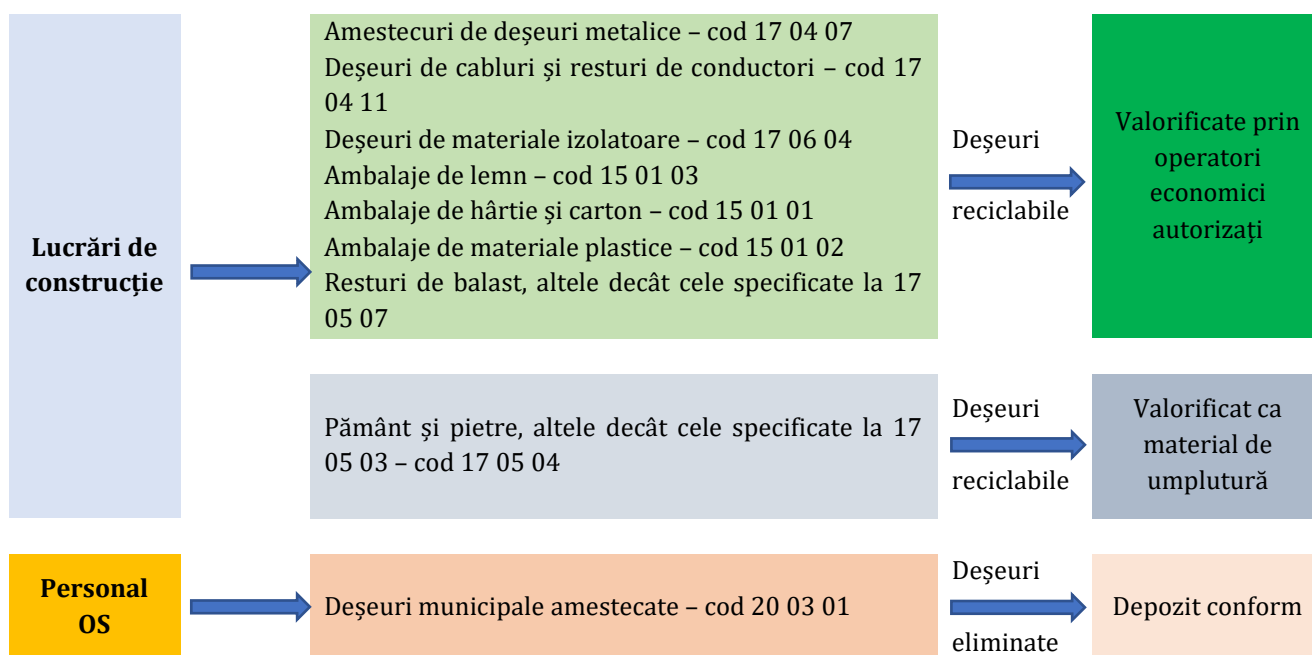 Lucrări de
construcție
Amestecuri de deșeuri metalice – cod 17 04 07
Deșeuri de cabluri și resturi de conductori – cod 17
04 11
Deșeuri de materiale izolatoare – cod 17 06 04
Ambalaje de lemn – cod 15 01 03
Ambalaje de hârtie și carton – cod 15 01 01
Ambalaje de materiale plastice – cod 15 01 02
Resturi de balast, altele decât cele specificate la 17
05 07
Deșeuri
reciclabile
Valorificate prin
operatori
economici
autorizați
Pământ și pietre, altele decât cele specificate la 17
05 03 – cod 17 05 04
Deșeuri
reciclabile
Valorificat ca
material de
umplutură
Personal
OS
Deșeuri municipale amestecate – cod 20 03 01
Deșeuri
eliminate
Depozit conform